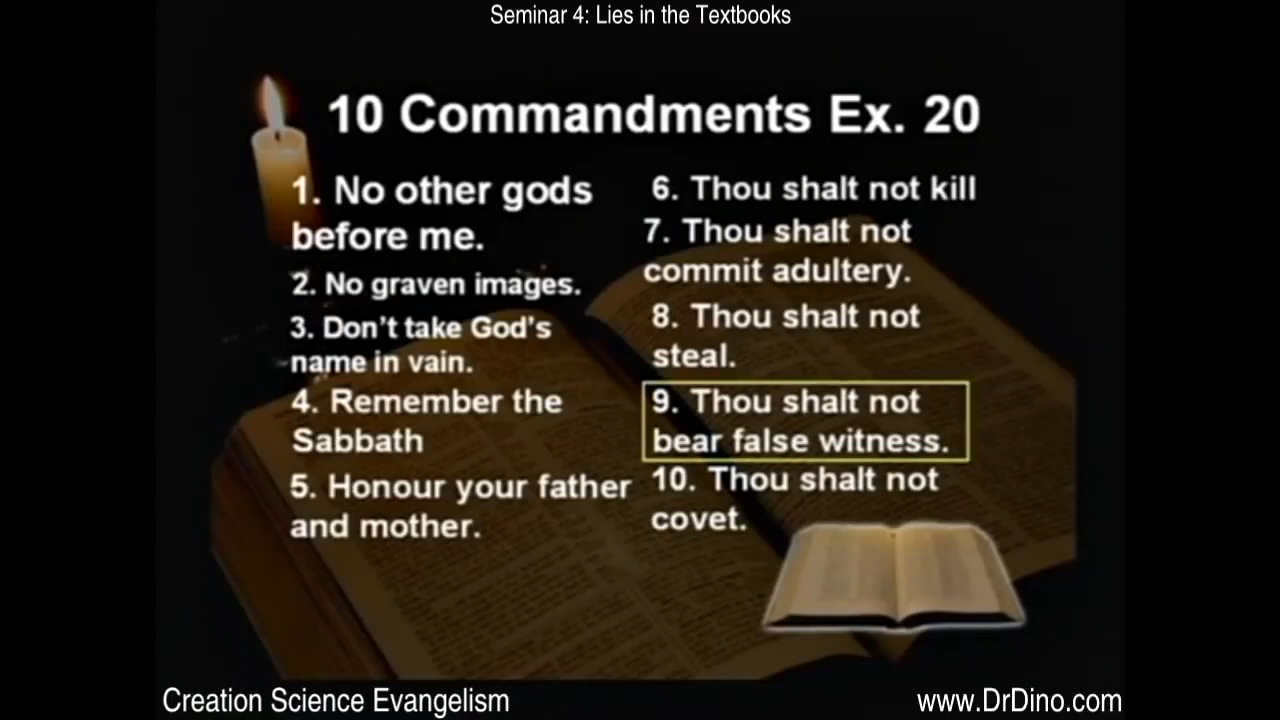 Seminar 4: Lies in the Textbooks
10 Commandments Ex. 20
1. No other gods
before me.
2. No graven images.
3. Don't take God's
name in vain.
4. Remember the
Sabbath
5. Honour your father
and mother.
6. Thou shalt not kill
7. Thou shalt not
commit adultery.
8. Thou shalt not
steal.
9. Thou shalt not
bear false witness.
10. Thou shalt not
covet.
Creation Science Evangelism
www.DrDino.com